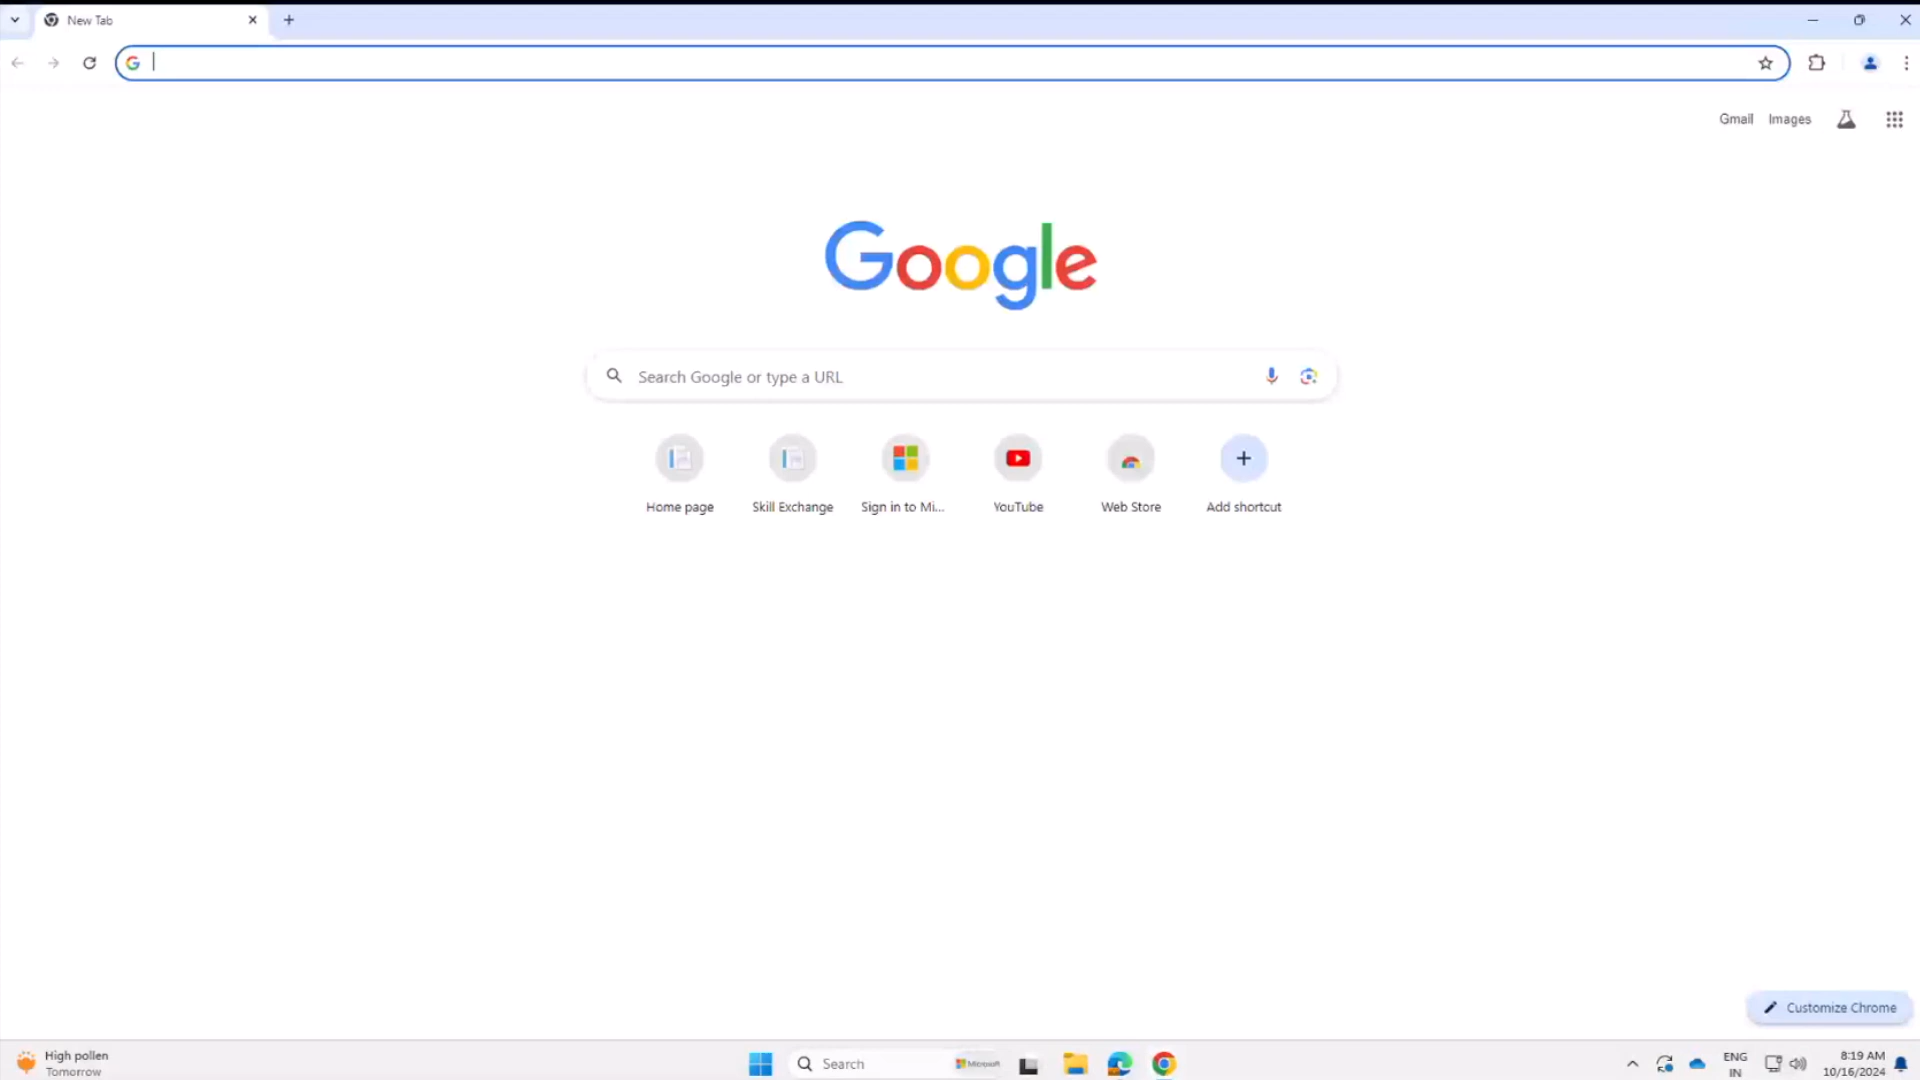 New Tab
Gmail Images
Google
Search Google or type a URL
Home page
Skill Exchange
Sign in to Mi...
YouTube
Web Store
Add shortcut
Customize Chrome
High pollen
Tomorrow
Search
Microsoft
ENG
IN
8:19 AM
10/16/2024